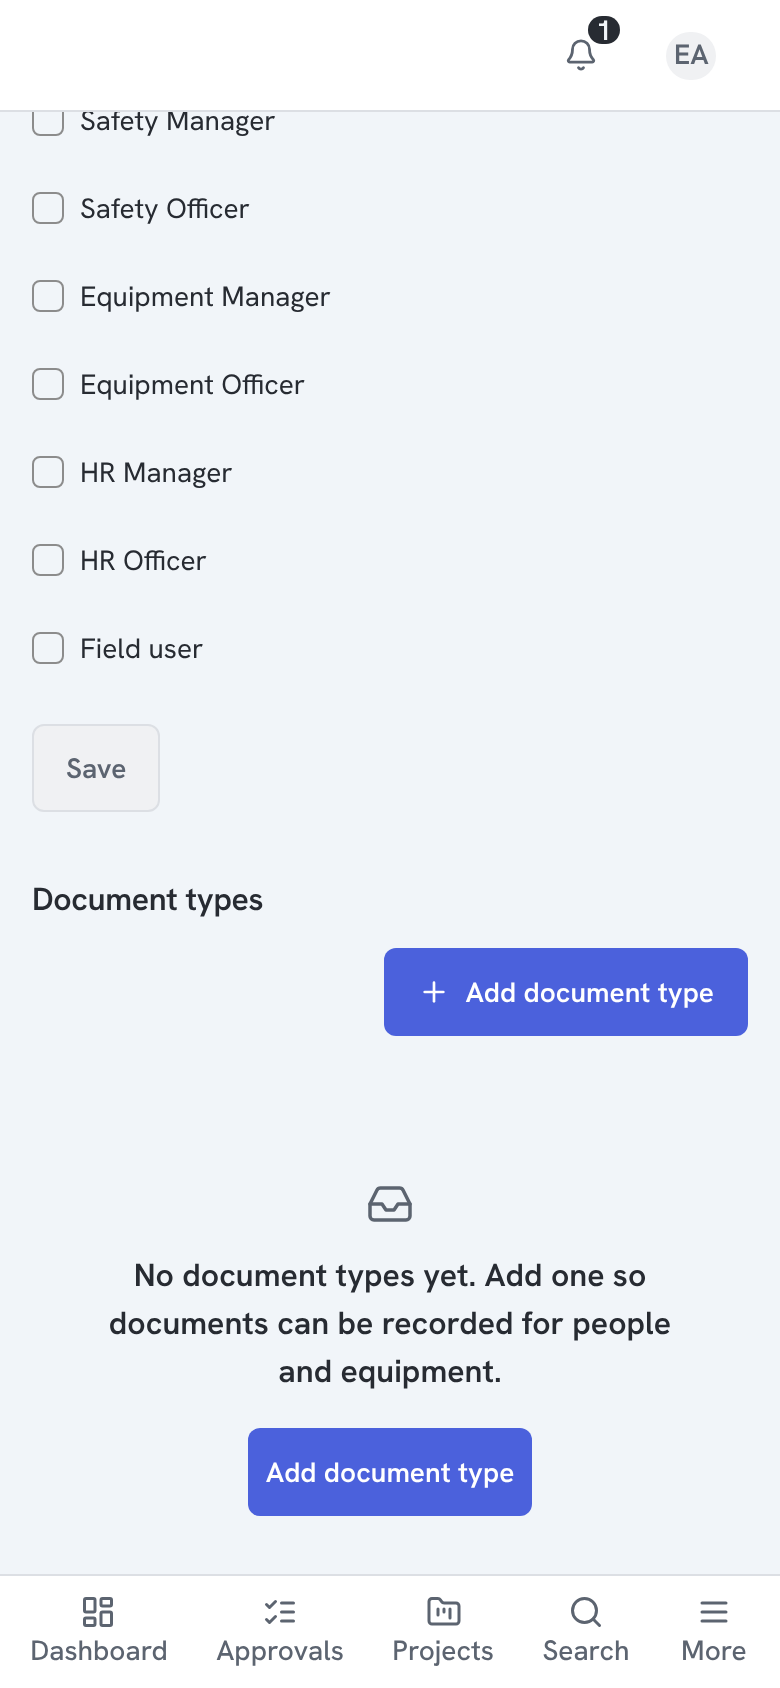 1
EA
Safety Manager
Safety Officer
Equipment Manager
Equipment Officer
HR Manager
HR Officer
Field user
Save
Document types
Add document type
No document types yet. Add one so
documents can be recorded for people
and equipment.
Add document type
Dashboard Approvals Projects Search More